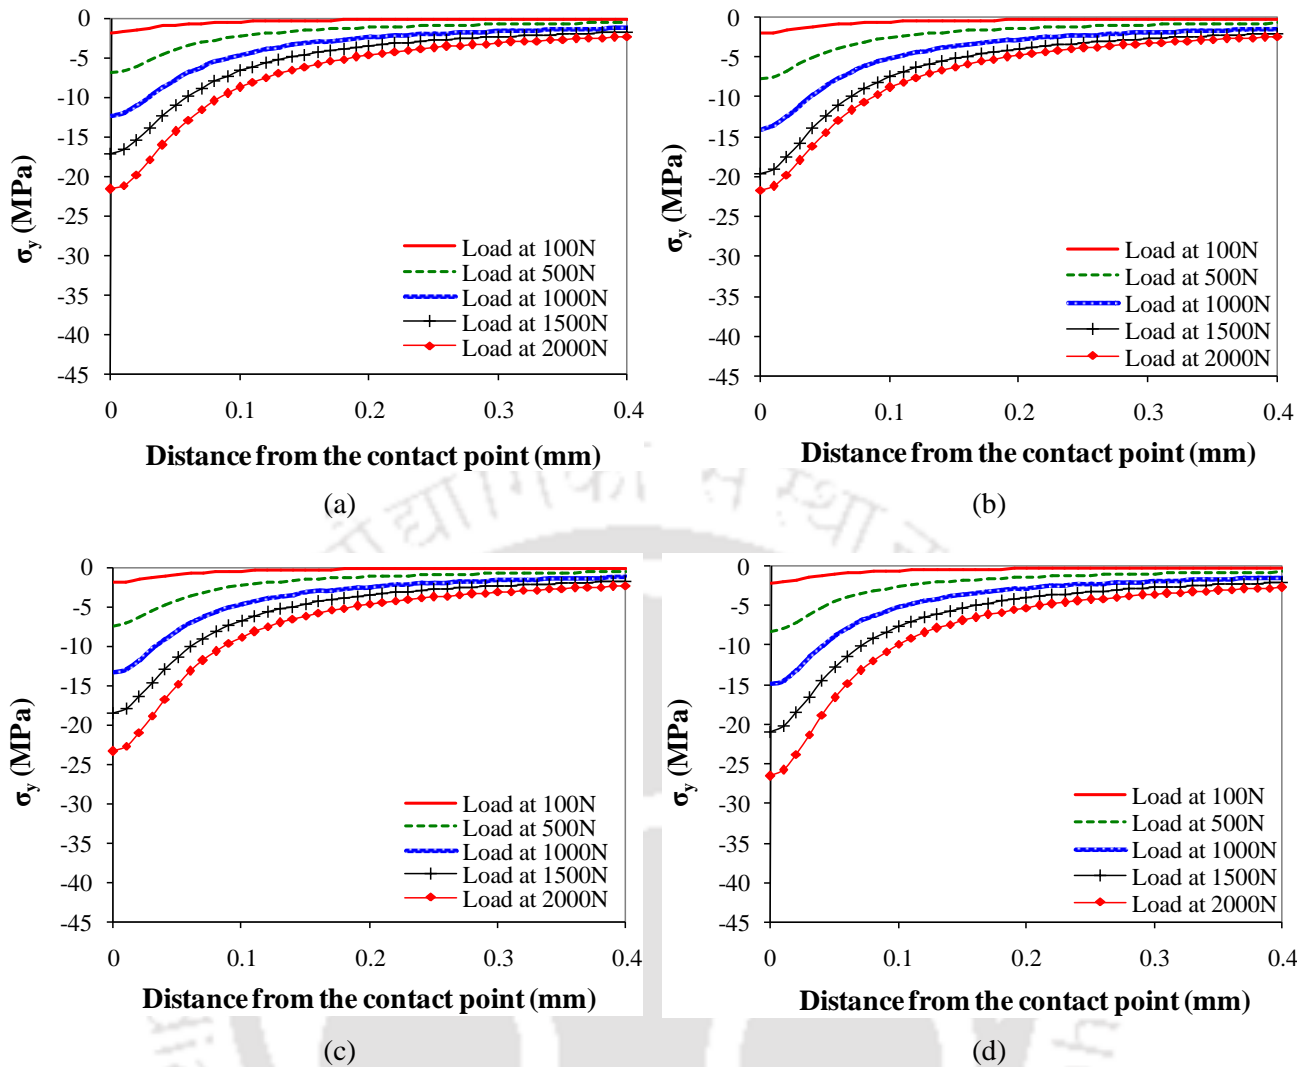 0
-5
-10
-15
-20
-25
-30
-35
-40
-45
σy (MPa)
Load at 100N
Load at 500N
Load at 1000N
Load at 1500N
Load at 2000N
0 0.1 0.2 0.3 0.4
Distance from the contact point (mm)
(a)
0
-5
-10
-15
-20
-25
-30
-35
-40
-45
σy (MPa)
Load at 100N
Load at 500N
Load at 1000N
Load at 1500N
Load at 2000N
0 0.1 0.2 0.3 0.4
Distance from the contact point (mm)
(b)
0
-5
-10
-15
-20
-25
-30
-35
-40
-45
σy (MPa)
Load at 100N
Load at 500N
Load at 1000N
Load at 1500N
Load at 2000N
0 0.1 0.2 0.3 0.4
Distance from the contact point (mm)
(c)
0
-5
-10
-15
-20
-25
-30
-35
-40
-45
σy (MPa)
Load at 100N
Load at 500N
Load at 1000N
Load at 1500N
Load at 2000N
0 0.1 0.2 0.3 0.4
Distance from the contact point (mm)
(d)